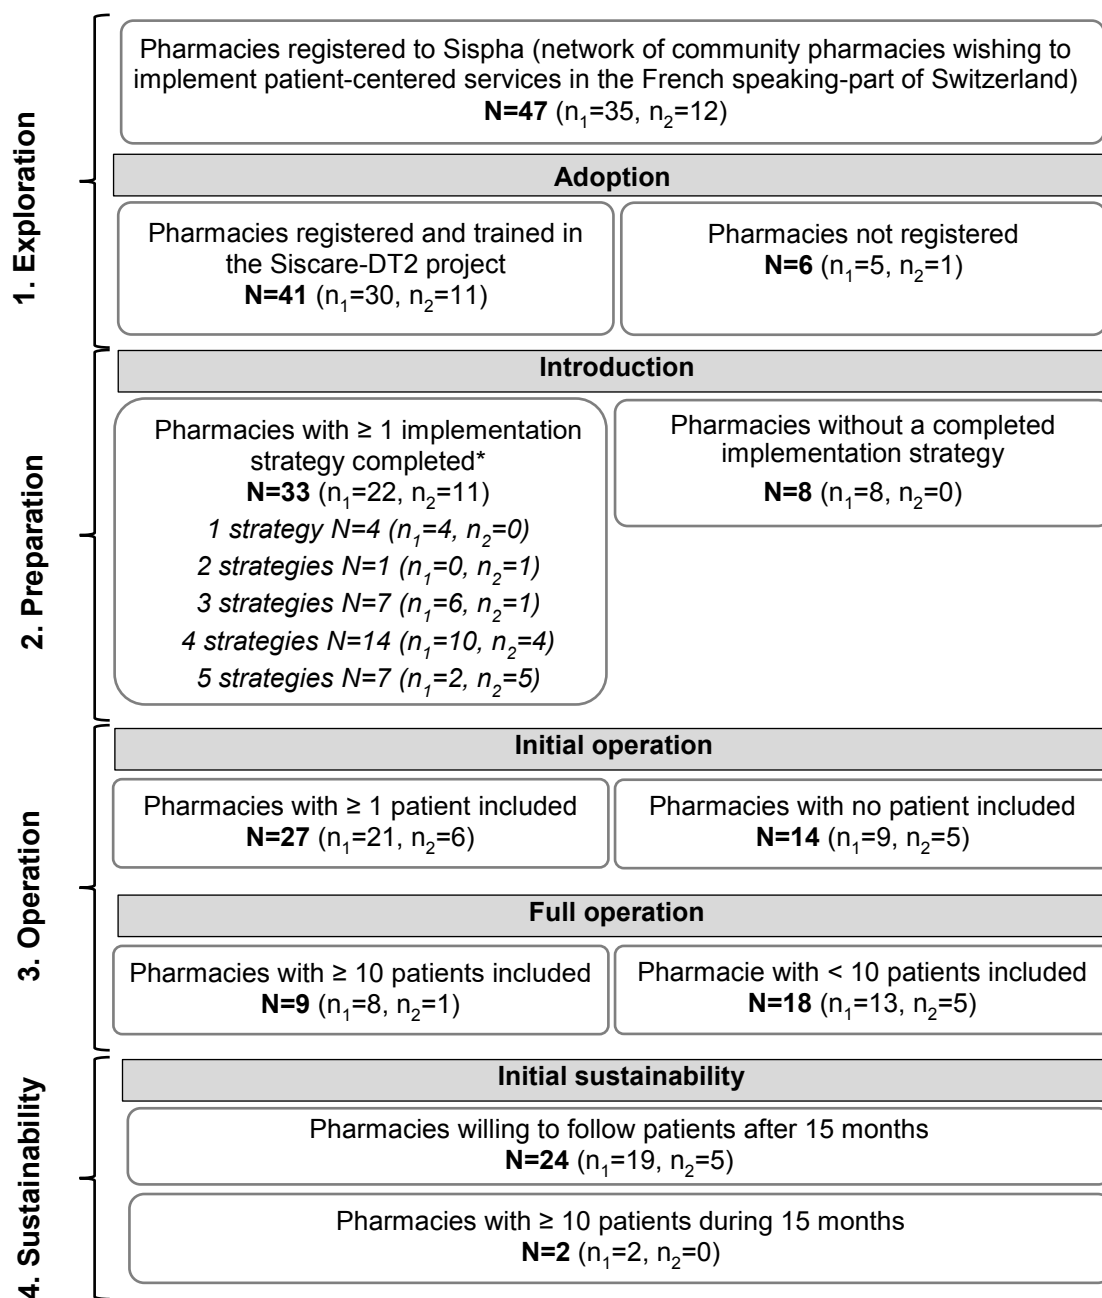 1. Exploration
Pharmacies registered to Sispha (network of community pharmacies wishing to
implement patient-centered services in the French speaking-part of Switzerland)
N=47 (n₁=35, n₂=12)
Adoption
Pharmacies registered and trained in
the Siscare-DT2 project
N=41 (n₁=30, n₂=11)
Pharmacies not registered
N=6 (n₁=5, n₂=1)
2. Preparation
Introduction
Pharmacies with ≥ 1 implementation
strategy completed*
N=33 (n₁=22, n₂=11)
1 strategy N=4 (n₁=4, n₂=0)
2 strategies N=1 (n₁=0, n₂=1)
3 strategies N=7 (n₁=6, n₂=1)
4 strategies N=14 (n₁=10, n₂=4)
5 strategies N=7 (n₁=2, n₂=5)
Pharmacies without a completed
implementation strategy
N=8 (n₁=8, n₂=0)
3. Operation
Initial operation
Pharmacies with ≥ 1 patient included
N=27 (n₁=21, n₂=6)
Pharmacies with no patient included
N=14 (n₁=9, n₂=5)
Full operation
Pharmacies with ≥ 10 patients included
N=9 (n₁=8, n₂=1)
Pharmacie with < 10 patients included
N=18 (n₁=13, n₂=5)
4. Sustainability
Initial sustainability
Pharmacies willing to follow patients after 15 months
N=24 (n₁=19, n₂=5)
Pharmacies with ≥ 10 patients during 15 months
N=2 (n₁=2, n₂=0)